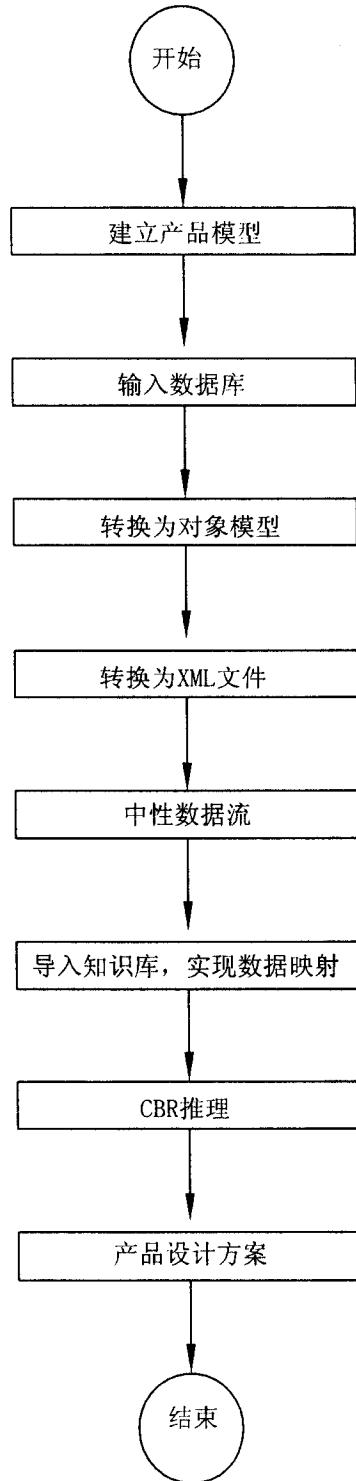 开始
建立产品模型
输入数据库
转换为对象模型
转换为XML文件
中性数据流
导入知识库，实现数据映射
CBR推理
产品设计方案
结束